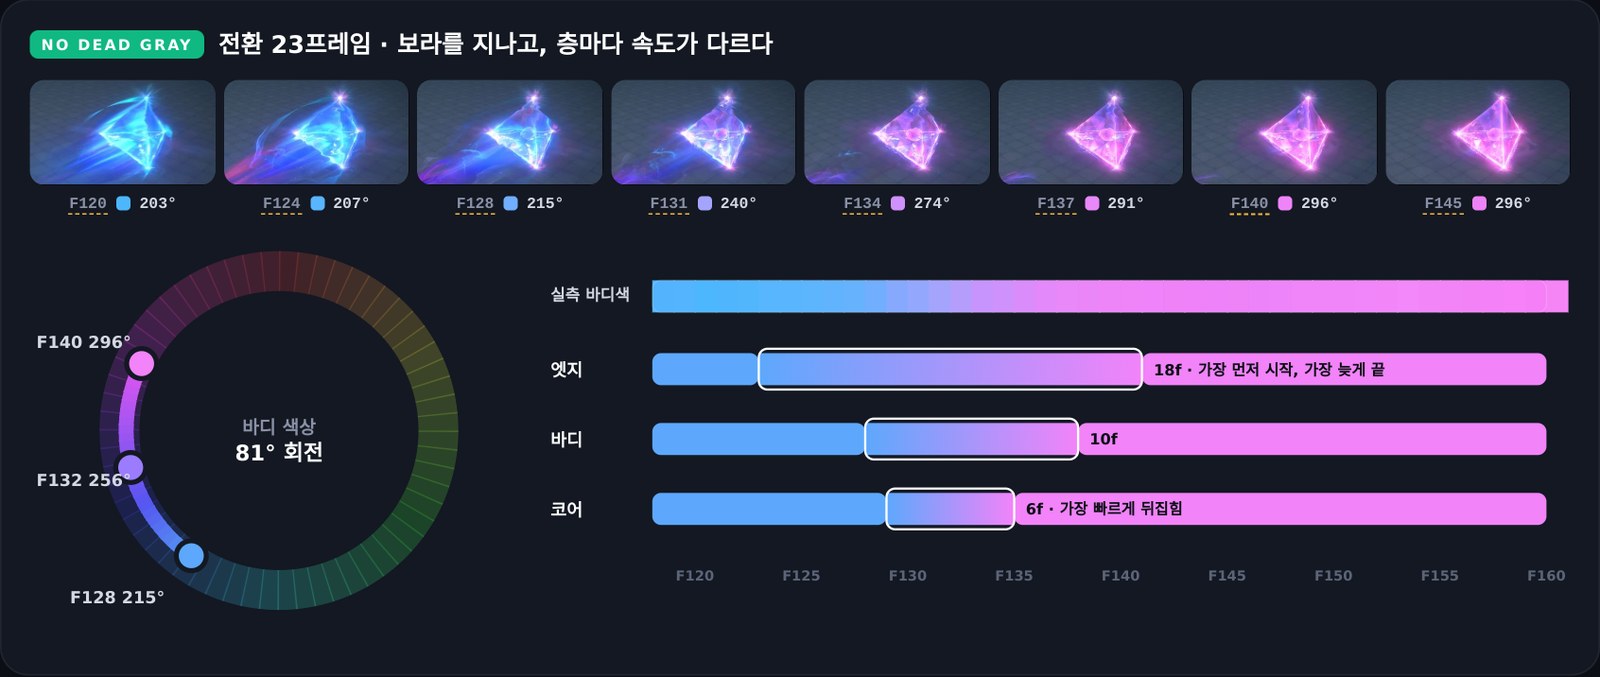 NO DEAD GRAY 전환 23프레임 · 보라를 지나고, 층마다 속도가 다르다
F120 203° F124 207° F128 215° F131 240° F134 274° F137 291° F140 296° F145 296°
F140 296°
F132 256°
F128 215°
바디 색상
81° 회전
실측 바디색
엣지 18f · 가장 먼저 시작, 가장 늦게 끝
바디 10f
코어 6f · 가장 빠르게 뒤집힘
F120 F125 F130 F135 F140 F145 F150 F155 F160